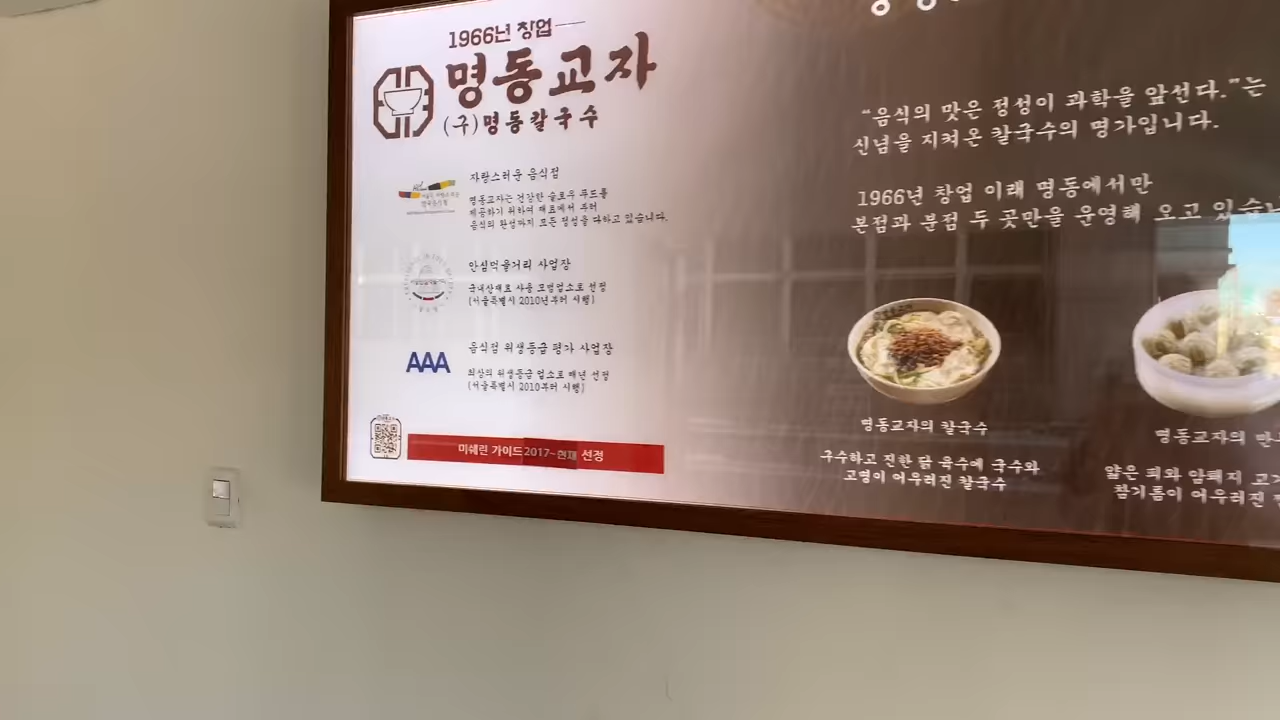 1966년 창업
명동교자
(구)명동칼국수
자랑스러운 음식점
명동교자는 건강한 슬로우 푸드를
제공하기 위하여 재료에서 부터
음식의 완성까지 모든 정성을 다하고 있습니다.
안심먹을거리 사업장
국내산재료 사용 모범업소로 선정
(서울특별시 2010년부터 시행)
AAA
음식점 위생등급 평가 사업장
최상의 위생등급 업소로 매년 선정
(서울특별시 2010부터 시행)
미쉐린 가이드2017~현재 선정
“음식의 맛은 정성이 과학을 앞선다.”는
신념을 지켜온 칼국수의 명가입니다.
1966년 창업 이래 명동에서만
본점과 분점 두 곳만을 운영해 오고 있습
명동교자의 칼국수
구수하고 진한 닭 육수에 국수와
고명이 어우러진 칼국수
명동교자의 만
얇은 피와 암퇘지 고
참기름이 어우러진